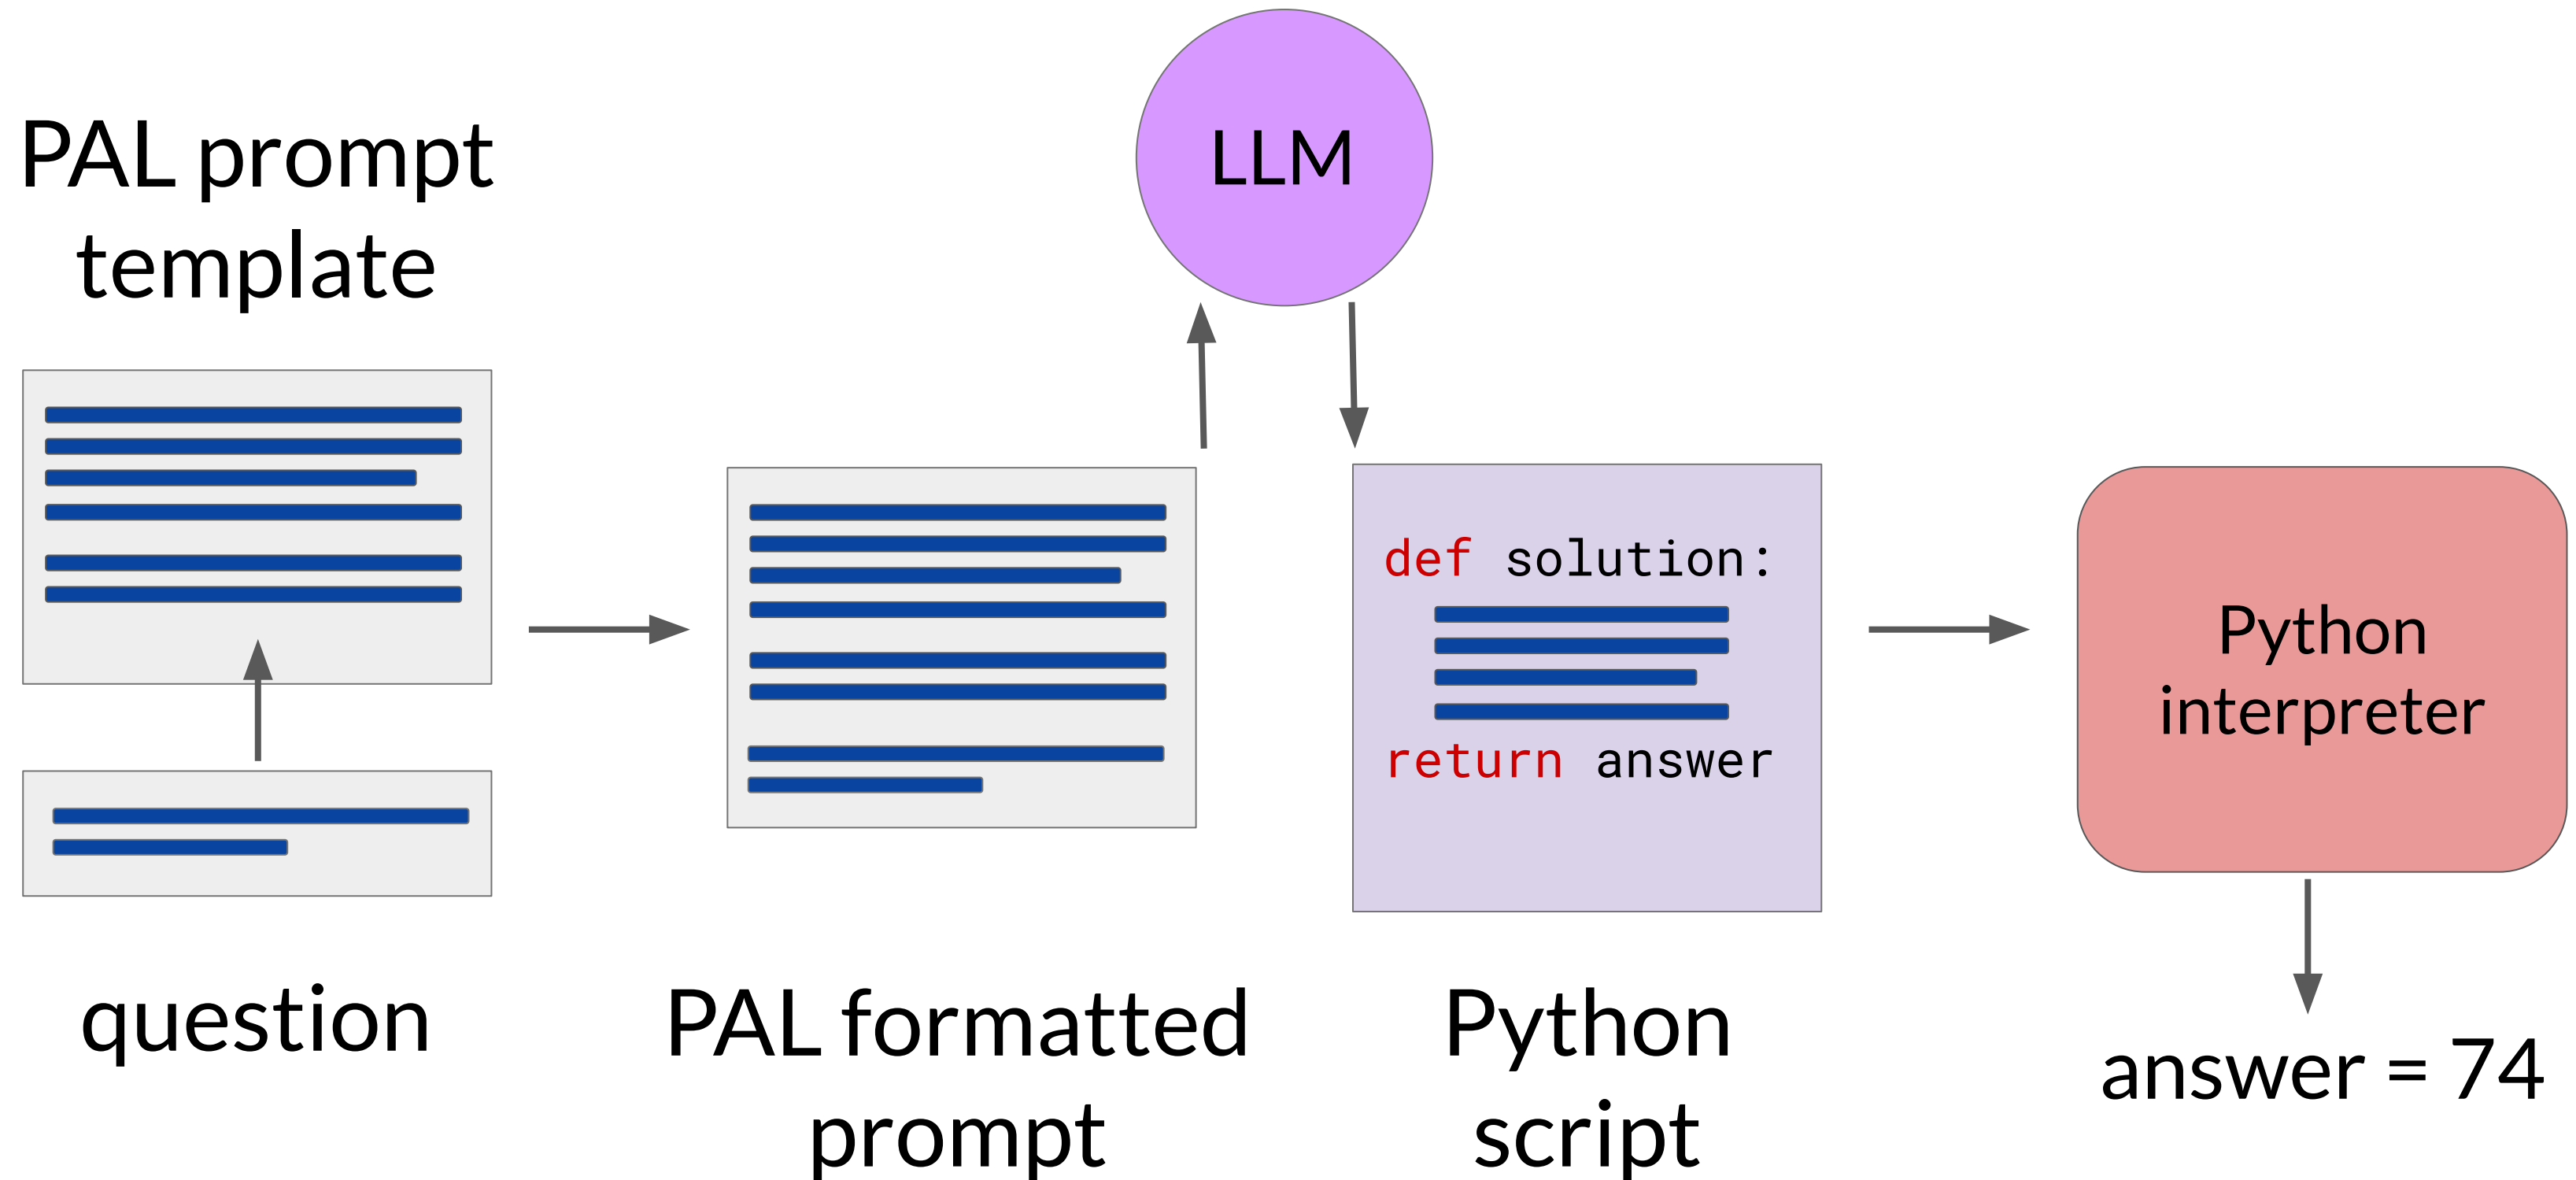 PAL prompt
template
question
PAL formatted
prompt
LLM
def solution:
return answer
Python
script
Python
interpreter
answer = 74